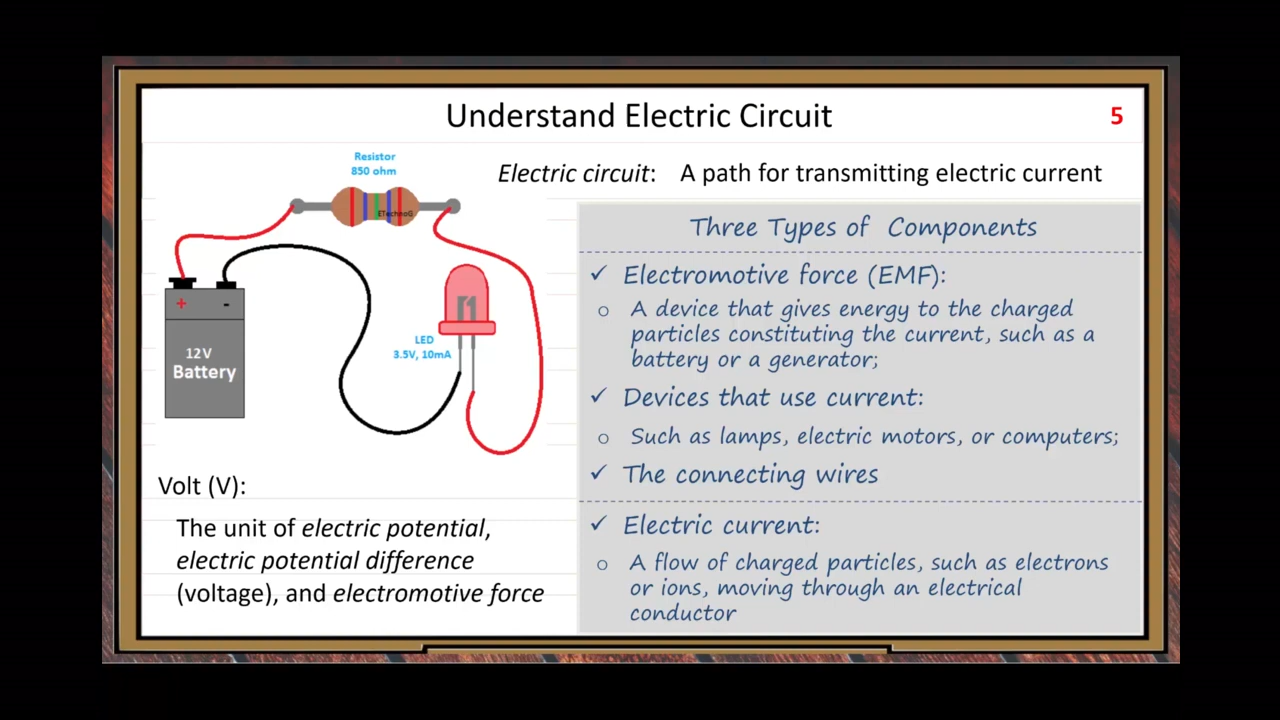 Understand Electric Circuit
5
Resistor
850 ohm
ETechnoG
Electric circuit: A path for transmitting electric current
+
-
12V
Battery
LED
3.5V, 10mA
Volt (V):
The unit of electric potential,
electric potential difference
(voltage), and electromotive force
Three Types of Components
✓ Electromotive force (EMF):
o A device that gives energy to the charged
particles constituting the current, such as a
battery or a generator;
✓ Devices that use current:
o Such as lamps, electric motors, or computers;
✓ The connecting wires
✓ Electric current:
o A flow of charged particles, such as electrons
or ions, moving through an electrical
conductor